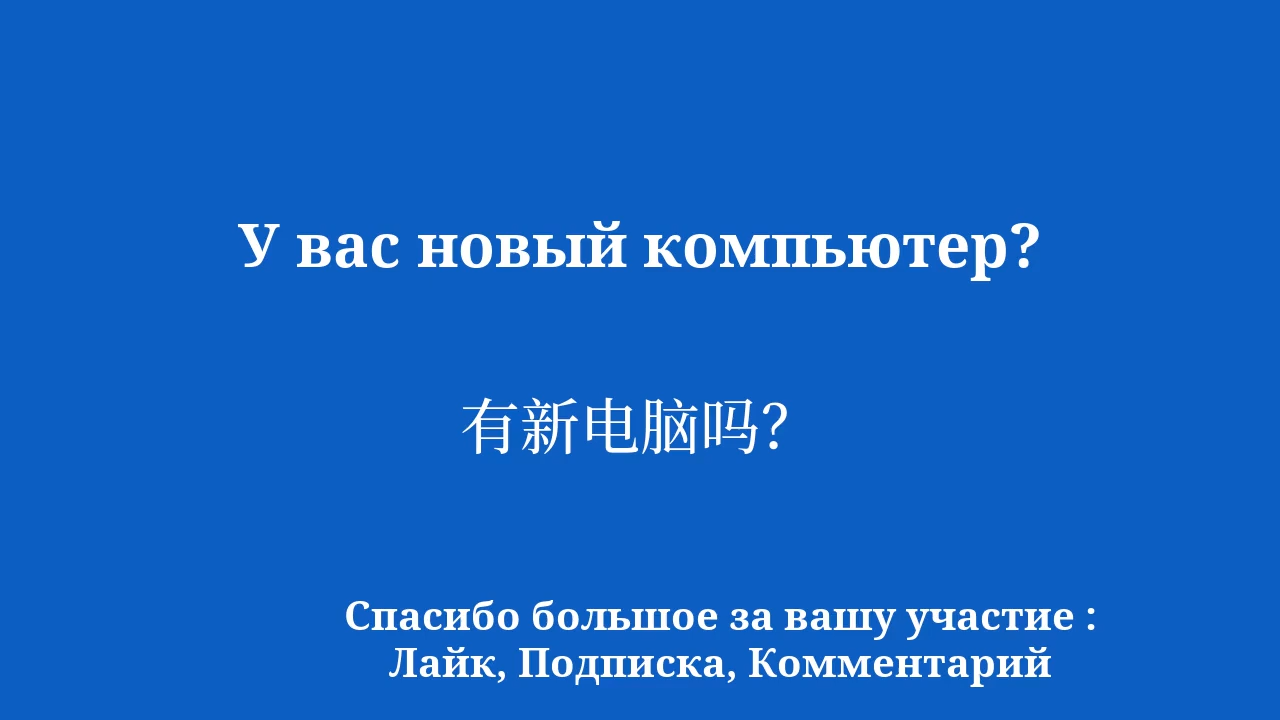 У вас новый компьютер?
有新电脑吗？
Спасибо большое за вашу участие :
Лайк, Подписка, Комментарий